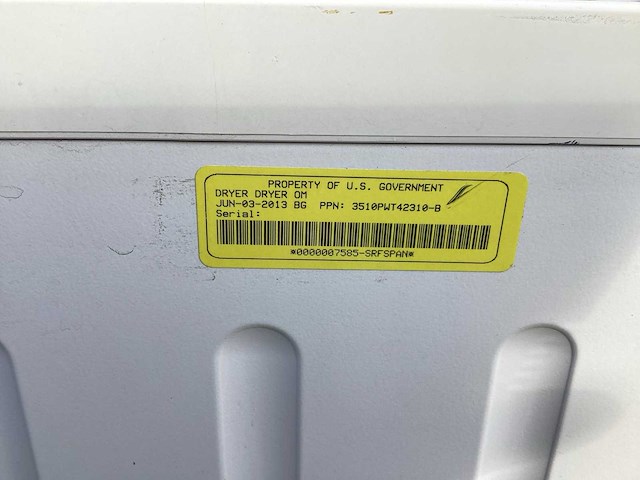 PROPERTY OF U.S. GOVERNMENT
DRYER DRYER OM
JUN-03-2013 BG PPN: 3510PWT42310-B
Serial:
*0000007585-SRFSPAN*